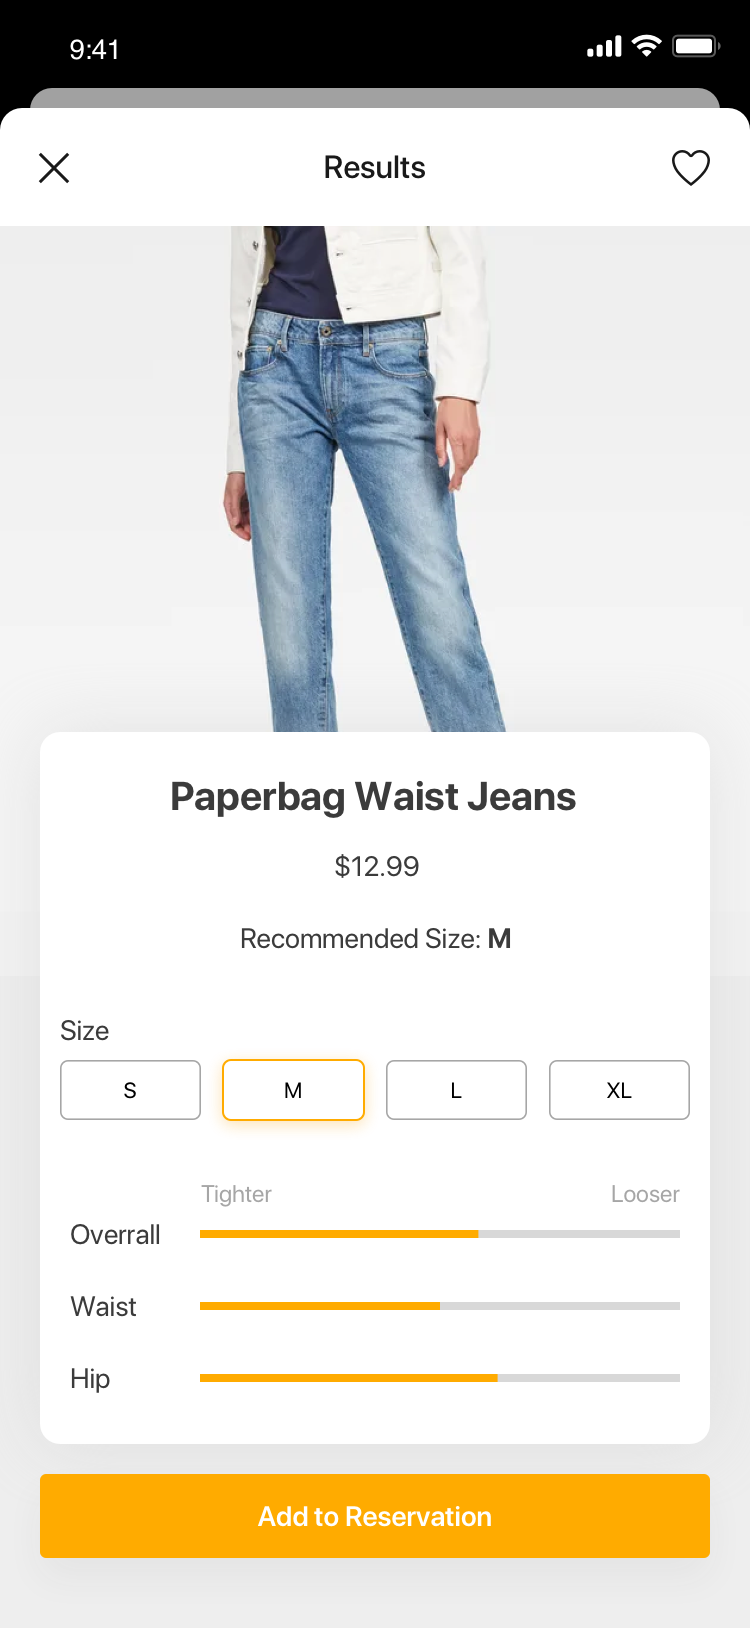 9:41
Results
Paperbag Waist Jeans
$12.99
Recommended Size: M
Size
S M L XL
Tighter Looser
Overrall
Waist
Hip
Add to Reservation